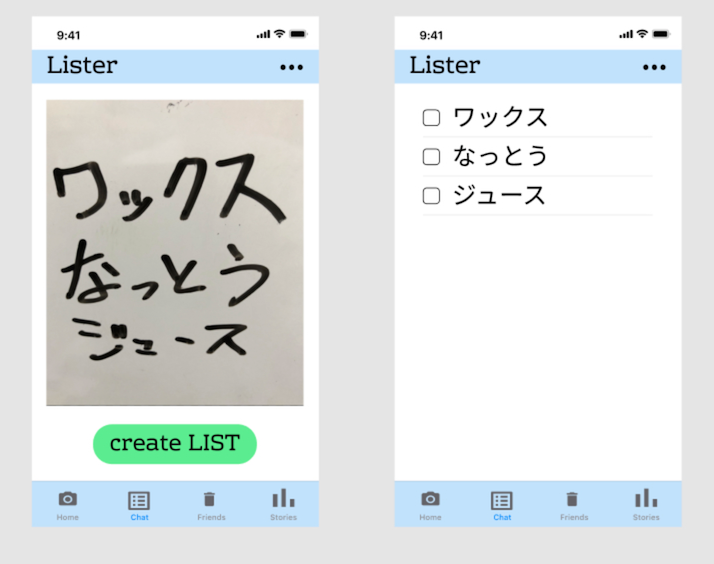 9:41
Lister
ワックス
なっとう
ジュース
create LIST
Home
Chat
Friends
Stories
9:41
Lister
ワックス
なっとう
ジュース
Home
Chat
Friends
Stories